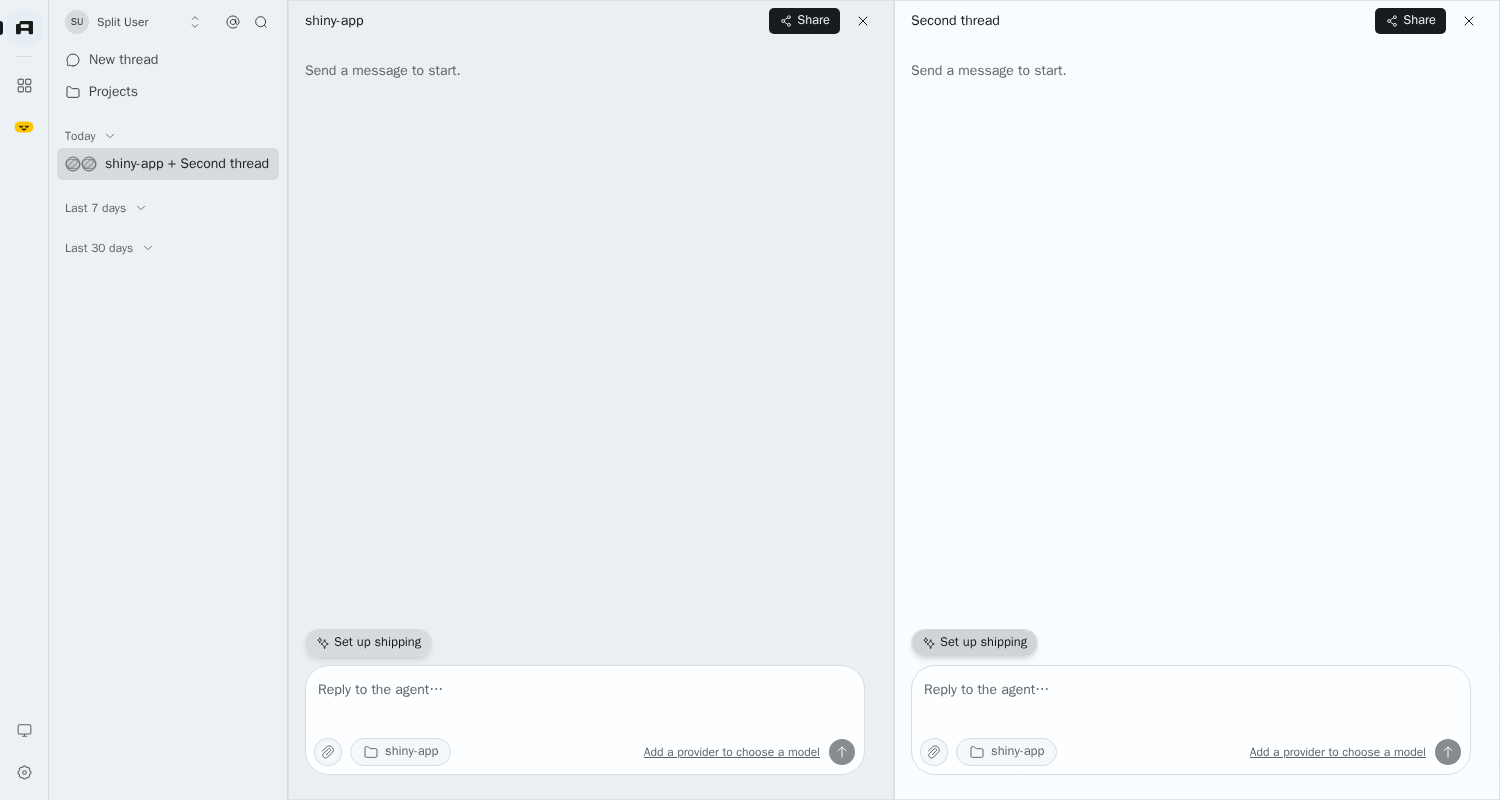 SU Split User
New thread
Projects
Today
shiny-app + Second thread
Last 7 days
Last 30 days
shiny-app
Share
Send a message to start.
Set up shipping
Reply to the agent…
shiny-app
Add a provider to choose a model
Second thread
Share
Send a message to start.
Set up shipping
Reply to the agent…
shiny-app
Add a provider to choose a model